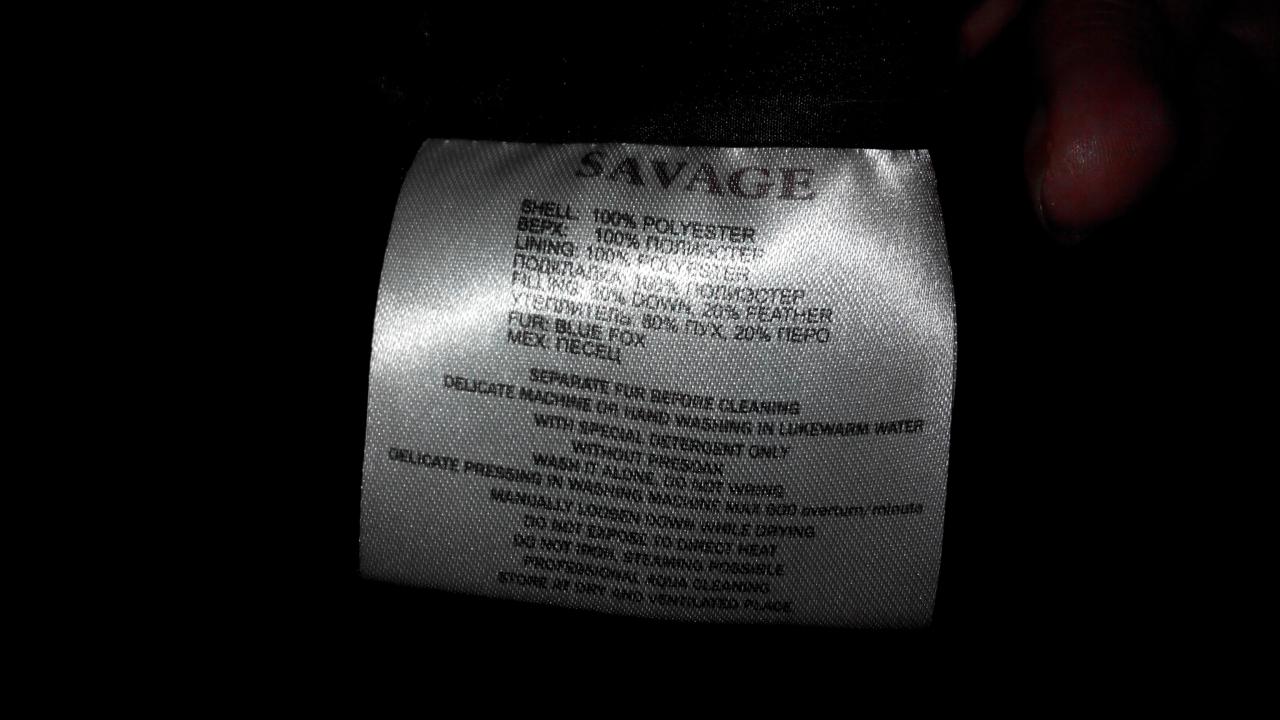 SAVAGE
SHELL: 100% POLYESTER
ВЕРХ: 100% ПОЛИЭСТЕР
LINING: 100% POLYESTER
ПОДКЛАДКА: 100% ПОЛИЭСТЕР
FILLING: 80% DOWN, 20% FEATHER
УТЕПЛИТЕЛЬ: 80% ПУХ, 20% ПЕРО
FUR: BLUE FOX
МЕХ: ПЕСЕЦ
SEPARATE FUR BEFORE CLEANING
DELICATE MACHINE OR HAND WASHING IN LUKEWARM WATER
WITH SPECIAL DETERGENT ONLY
WITHOUT PRESOAK
WASH IT ALONE, DO NOT WRING
DELICATE PRESSING IN WASHING MACHINE MAX 600 overturn/minute
MANUALLY LOOSEN DOWN WHILE DRYING
DO NOT EXPOSE TO DIRECT HEAT
DO NOT IRON, STEAMING POSSIBLE
PROFESSIONAL AQUA CLEANING
STORE AT DRY AND VENTILATED PLACE